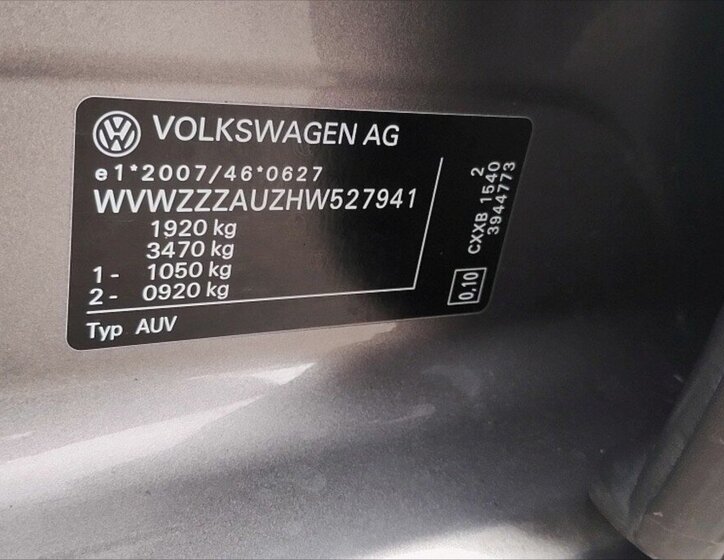 VOLKSWAGEN AG
e1*2007/46*0627
WVWZZZAUZHW527941
1920 kg
3470 kg
1- 1050 kg
2- 0920 kg
Typ AUV
2
CXXB 1540
3944773
0,10